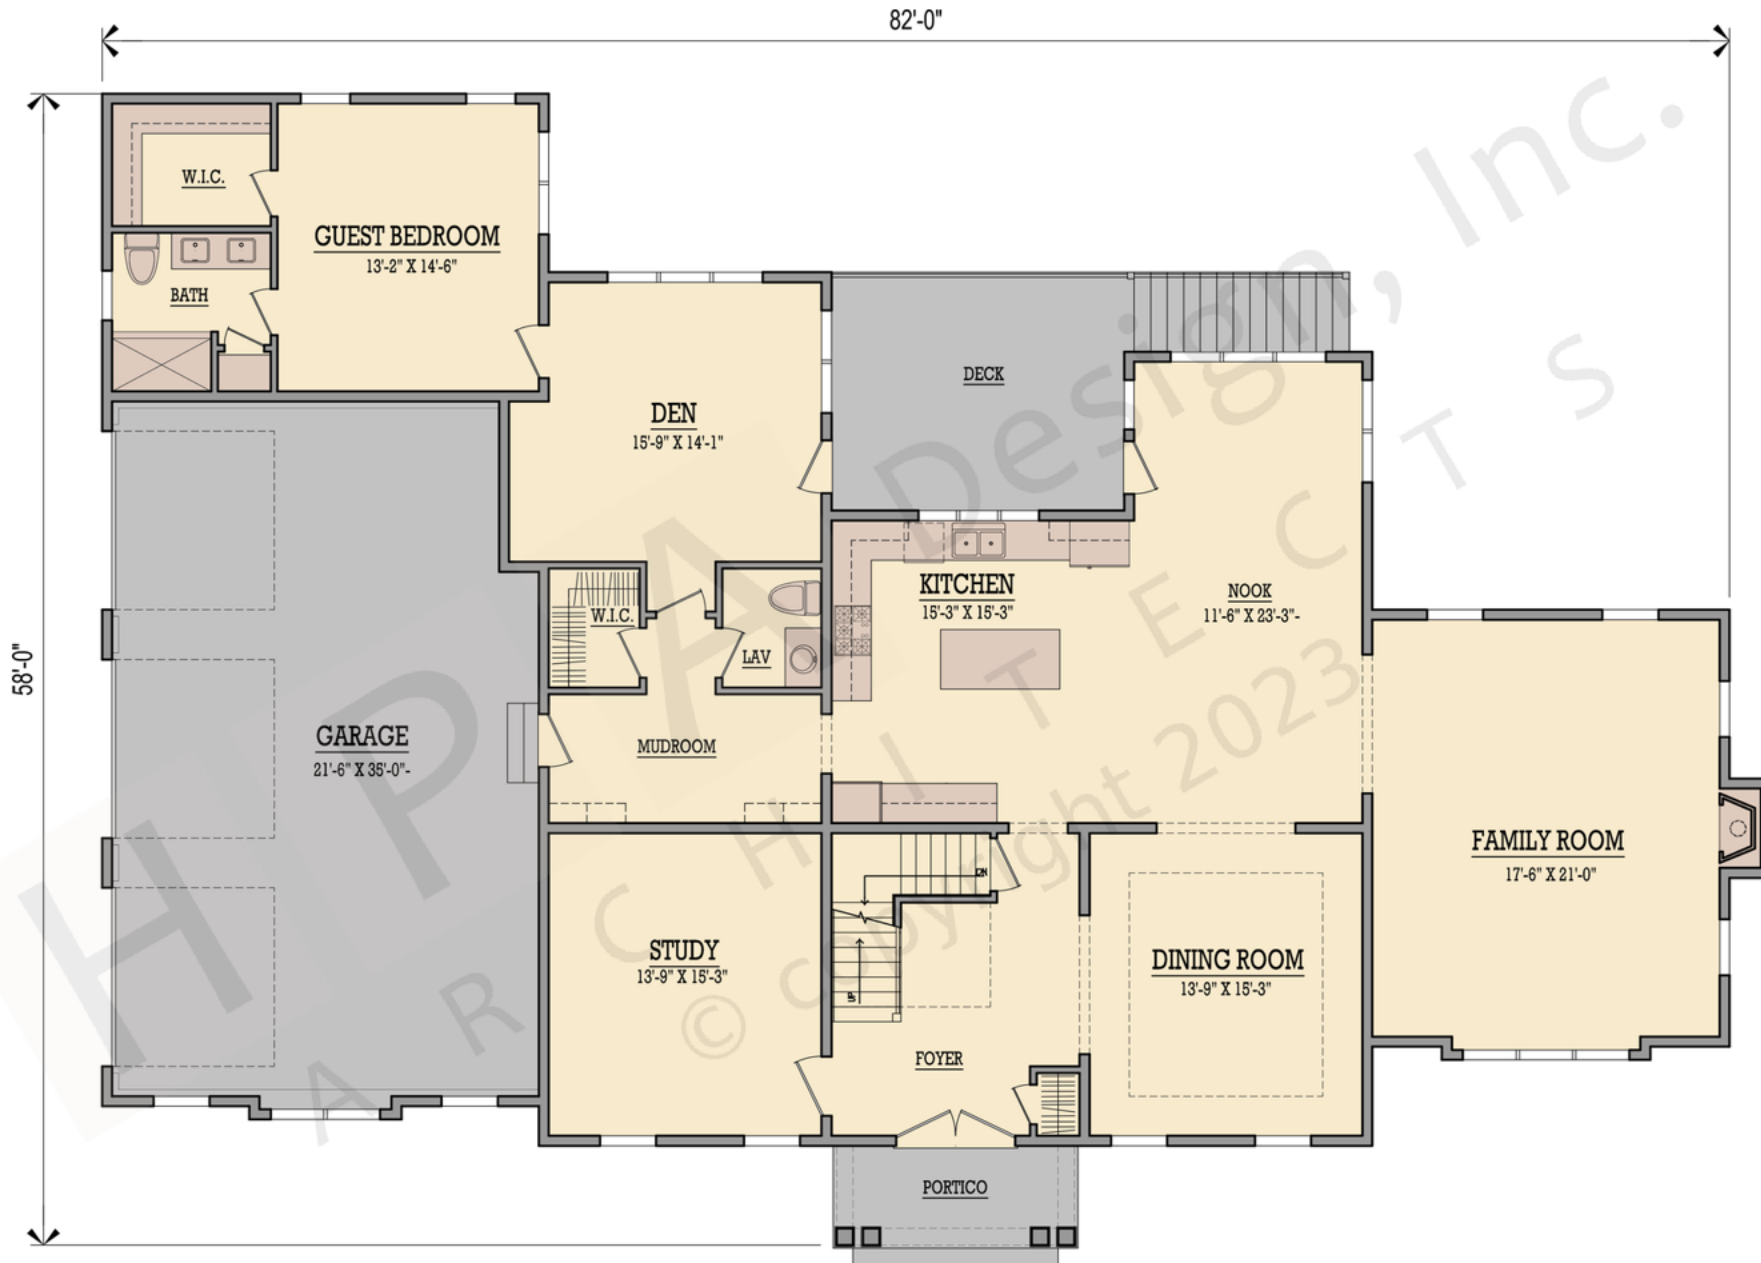 82'-0"
58'-0"
W.I.C.
GUEST BEDROOM
13'-2" X 14'-6"
BATH
DEN
15'-9" X 14'-1"
DECK
KITCHEN
15'-3" X 15'-3"
NOOK
11'-6" X 23'-3"-
W.I.C.
LAV
GARAGE
21'-6" X 35'-0"-
MUDROOM
FAMILY ROOM
17'-6" X 21'-0"
DN
STUDY
13'-9" X 15'-3"
UP
DINING ROOM
13'-9" X 15'-3"
FOYER
PORTICO
HPA Design, Inc.
ARCHITECTS
© copyright 2023